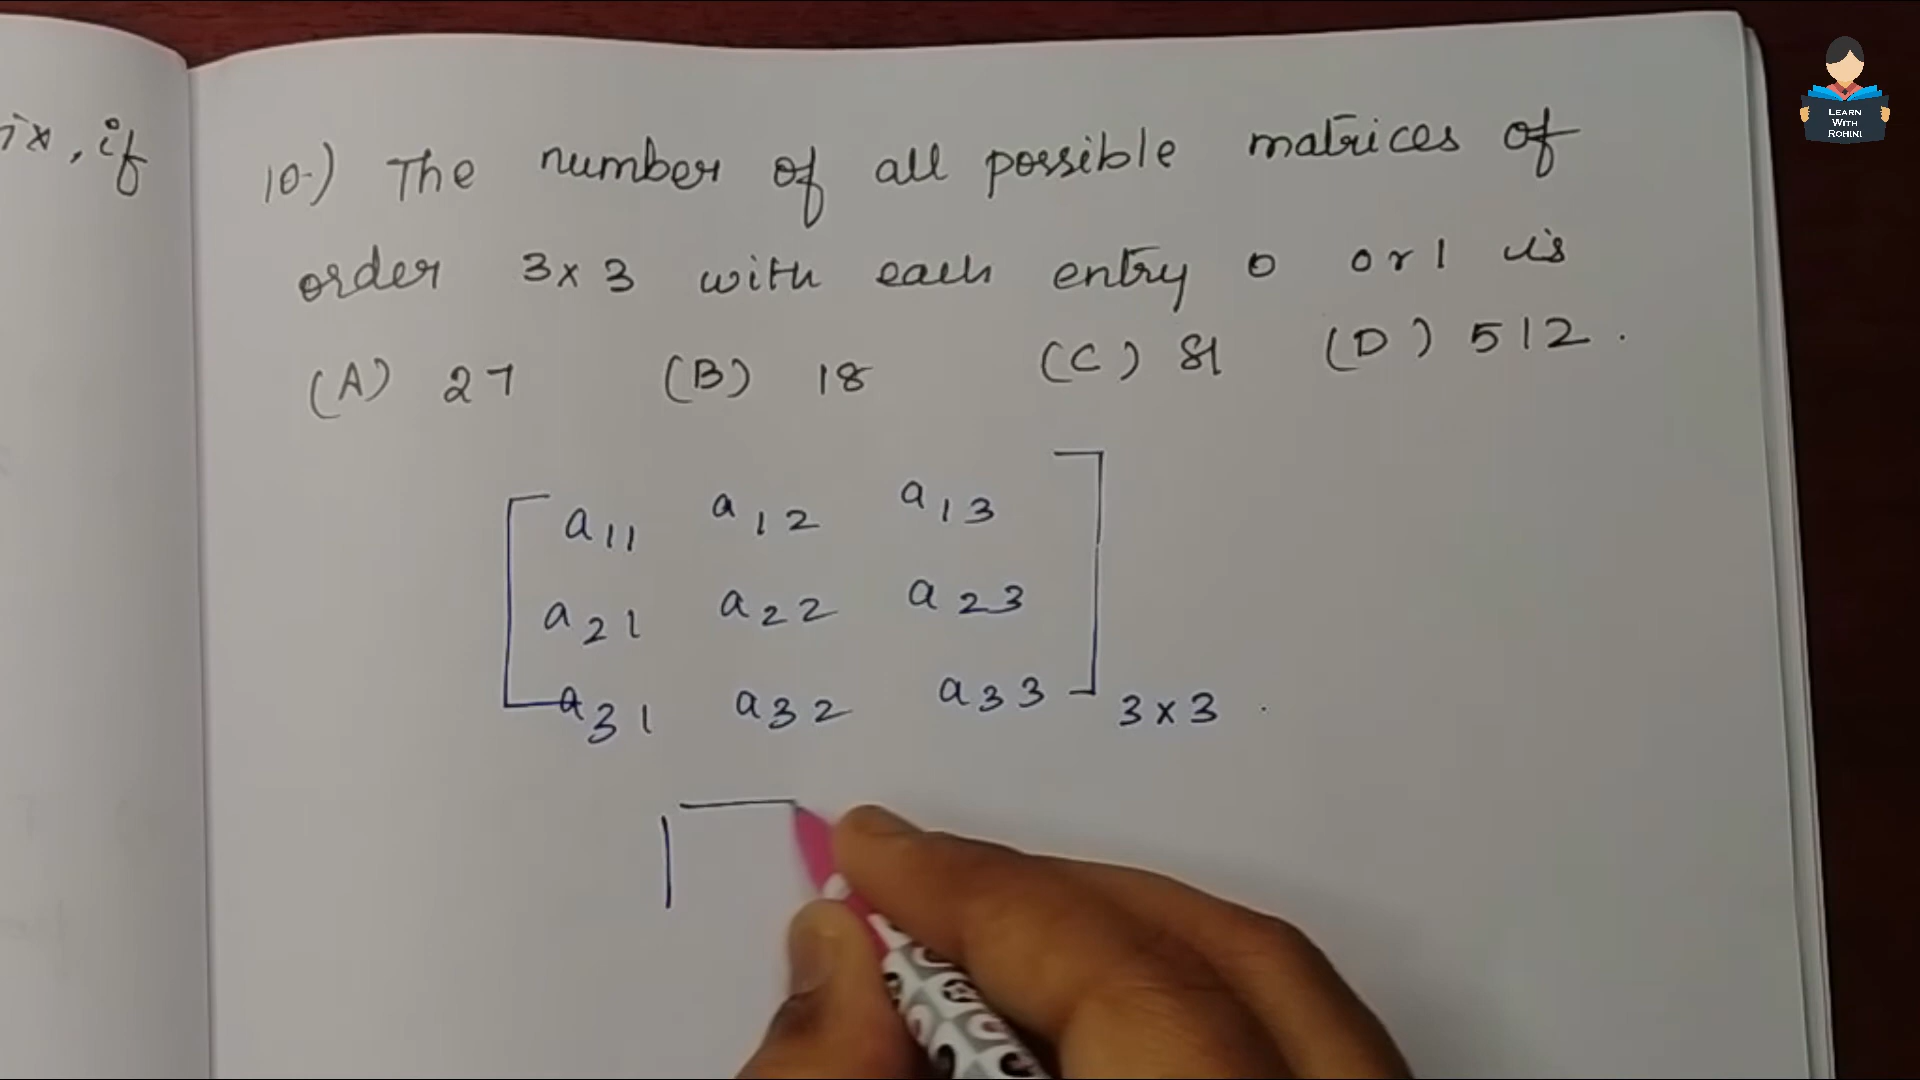 ix, if
10.) The number of all possible matrices of
order 3x3 with each entry 0 or 1 is
(A) 27 (B) 18 (C) 81 (D) 512.
a11 a12 a13
a21 a22 a23
a31 a32 a33 3x3.
LEARN
WITH
ROHINI